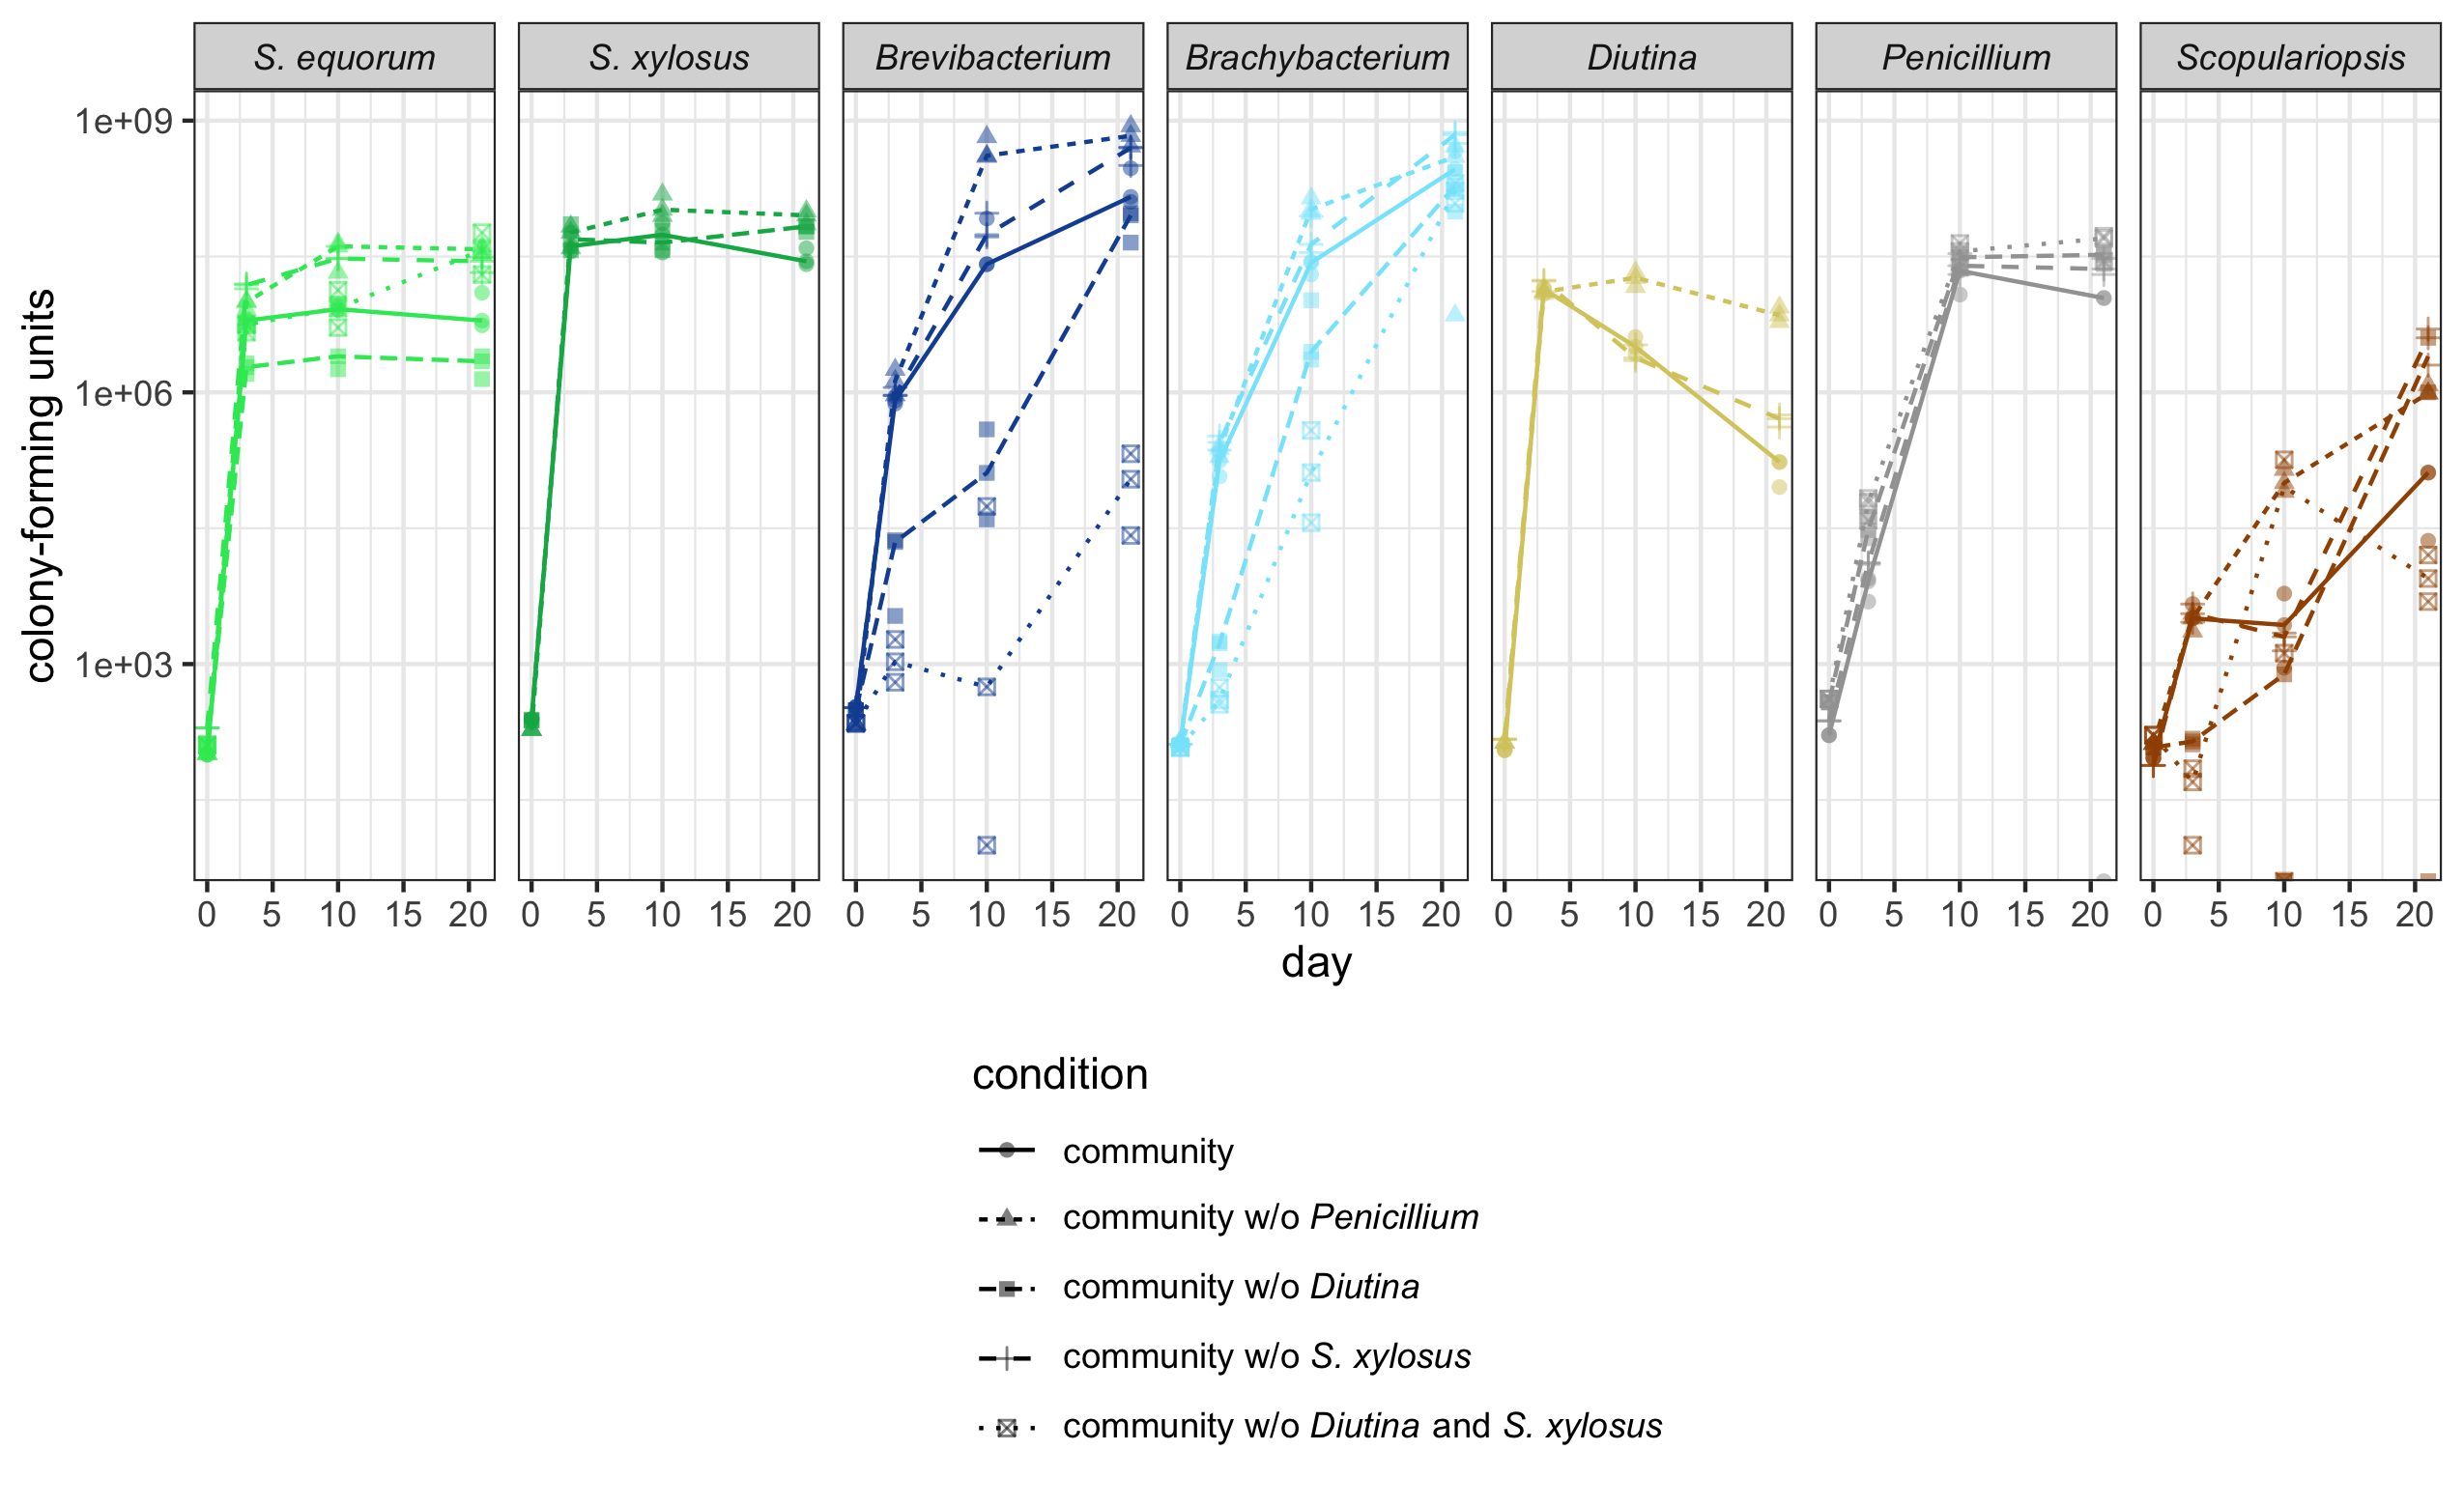 S. equorum S. xylosus Brevibacterium Brachybacterium Diutina Penicillium Scopulariopsis
1e+09
1e+06
1e+03
colony-forming units
0 5 10 15 20 0 5 10 15 20 0 5 10 15 20 0 5 10 15 20 0 5 10 15 20 0 5 10 15 20 0 5 10 15 20
day
condition
community
community w/o Penicillium
community w/o Diutina
community w/o S. xylosus
community w/o Diutina and S. xylosus